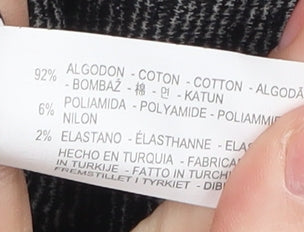 92% ALGODON - COTON - COTTON - ALGODÃ
- BOMBAŽ - 棉 - 면 - KATUN
6% POLIAMIDA - POLYAMIDE - POLIAMMI
NILON
2% ELASTANO - ÉLASTHANNE - ELAS
HECHO EN TURQUIA - FABRICA
IN TURKIJE - FATTO IN TURCH
FREMSTILLET I TYRKIET - DIB